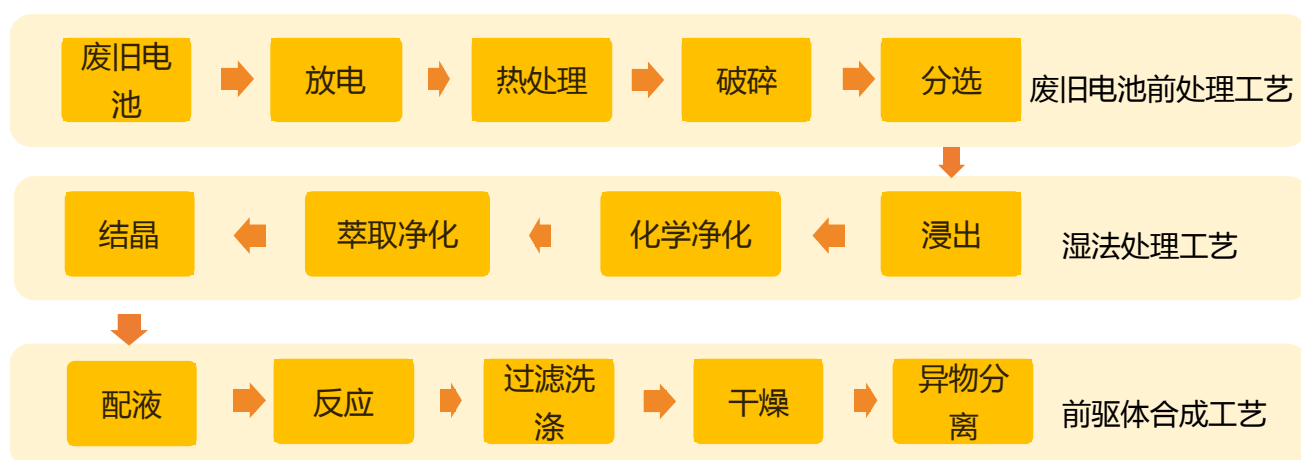 废旧电
池
放电
热处理
破碎
分选
废旧电池前处理工艺
结晶
萃取净化
化学净化
浸出
湿法处理工艺
配液
反应
过滤洗
涤
干燥
异物分
离
前驱体合成工艺